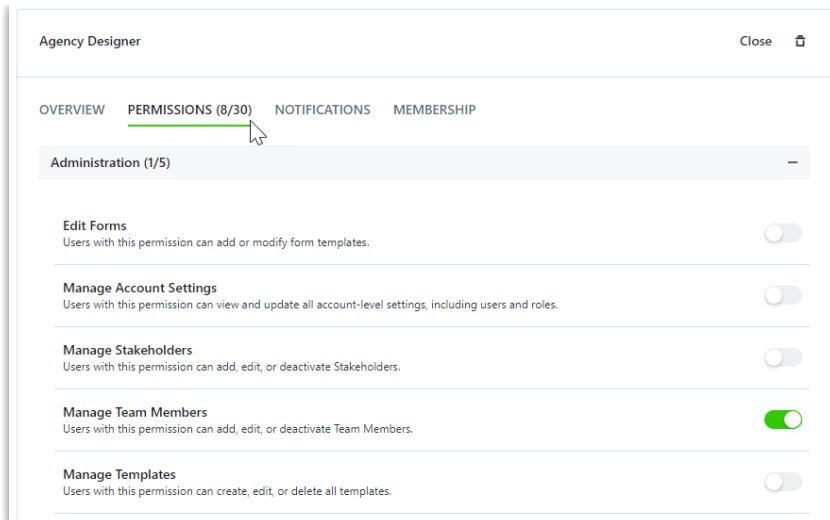 Agency Designer
Close
OVERVIEW PERMISSIONS (8/30) NOTIFICATIONS MEMBERSHIP
Administration (1/5)
Edit Forms
Users with this permission can add or modify form templates.
Manage Account Settings
Users with this permission can view and update all account-level settings, including users and roles.
Manage Stakeholders
Users with this permission can add, edit, or deactivate Stakeholders.
Manage Team Members
Users with this permission can add, edit, or deactivate Team Members.
Manage Templates
Users with this permission can create, edit, or delete all templates.